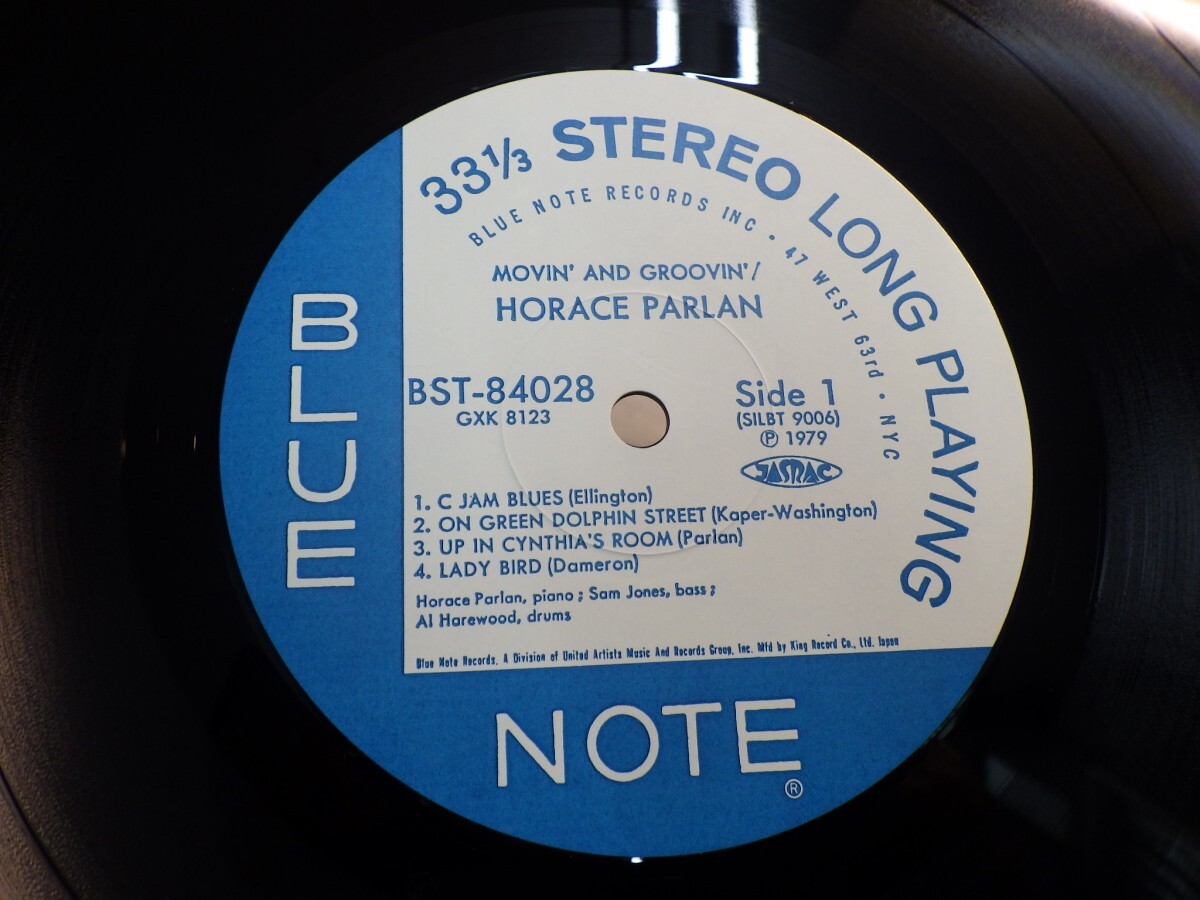 33 1/3 STEREO LONG PLAYING
BLUE NOTE RECORDS INC • 47 WEST 63rd • NYC
MOVIN' AND GROOVIN'/
HORACE PARLAN
BST-84028
GXK 8123
Side 1
(SILBT 9006)
℗ 1979
JASRAC
1. C JAM BLUES (Ellington)
2. ON GREEN DOLPHIN STREET (Kaper-Washington)
3. UP IN CYNTHIA'S ROOM (Parlan)
4. LADY BIRD (Dameron)
Horace Parlan, piano ; Sam Jones, bass ;
Al Harewood, drums
Blue Note Records. A Division of United Artists Music And Records Group, Inc. Mfd by King Record Co., Ltd. Japan
BLUE
NOTE®